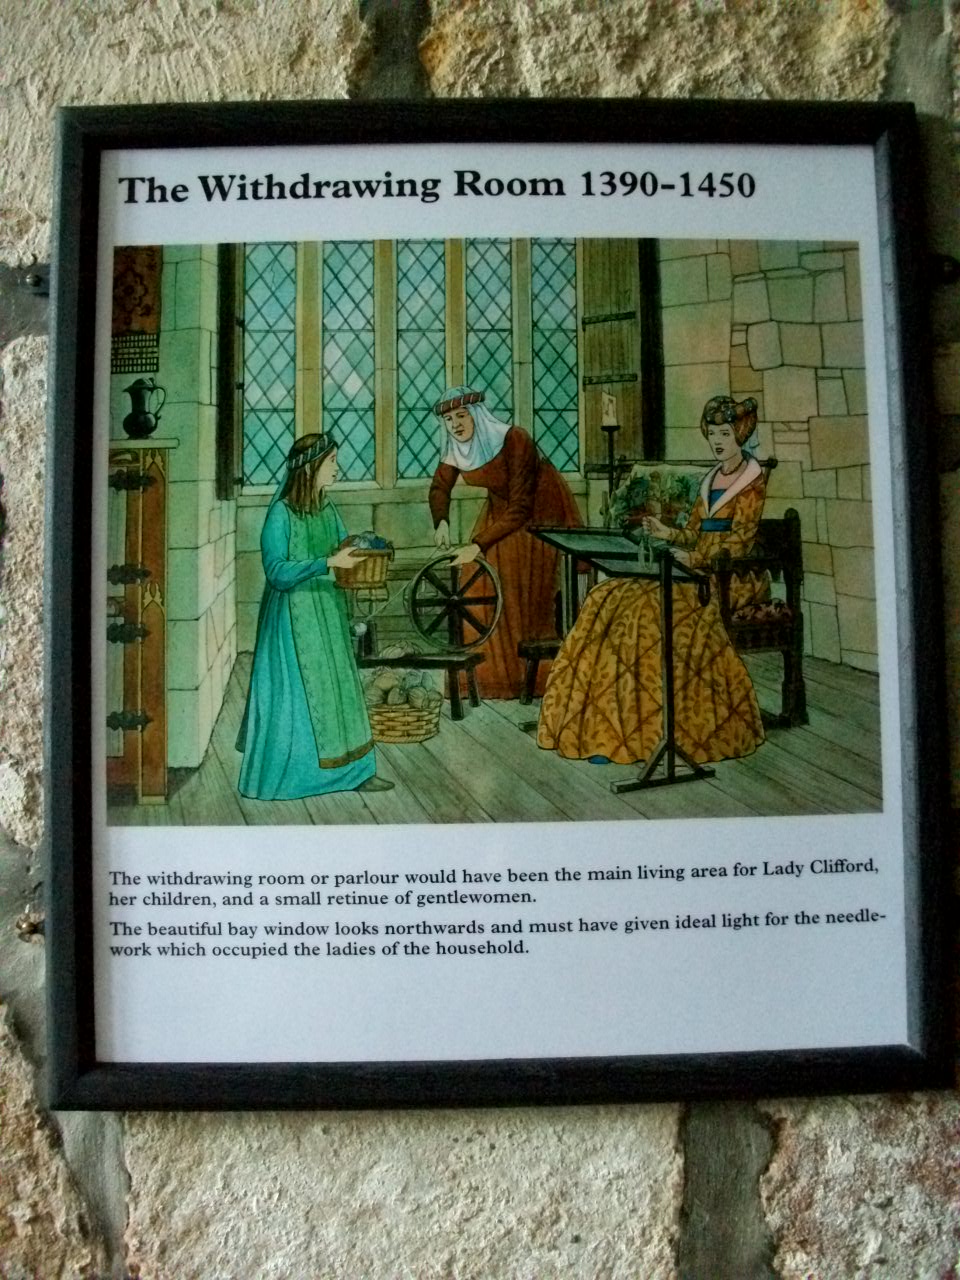 The Withdrawing Room 1390-1450
The withdrawing room or parlour would have been the main living area for Lady Clifford,
her children, and a small retinue of gentlewomen.
The beautiful bay window looks northwards and must have given ideal light for the needle-
work which occupied the ladies of the household.